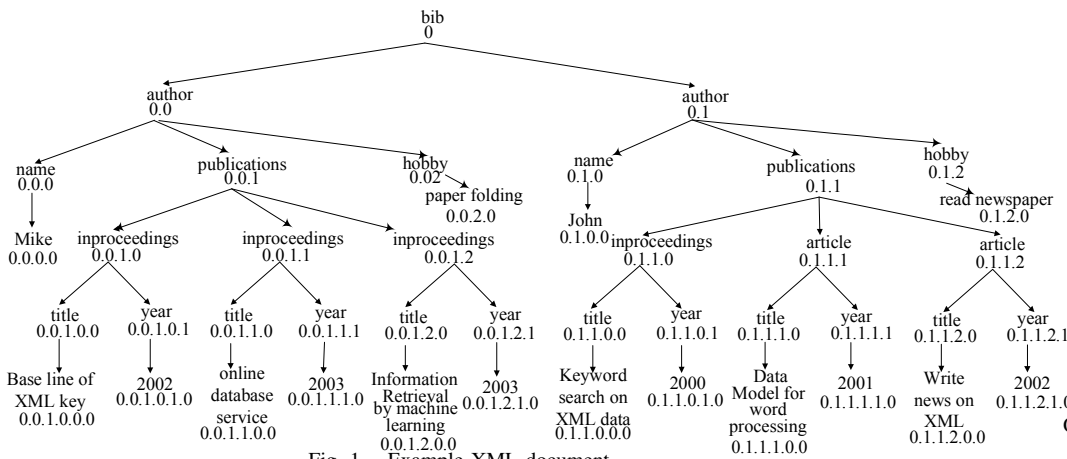 bib
0
author
0.0
author
0.1
name
0.0.0
publications
0.0.1
hobby
0.02
paper folding
0.0.2.0
name
0.1.0
publications
0.1.1
hobby
0.1.2
read newspaper
0.1.2.0
Mike
0.0.0.0
inproceedings
0.0.1.0
inproceedings
0.0.1.1
inproceedings
0.0.1.2
John
0.1.0.0
inproceedings
0.1.1.0
article
0.1.1.1
article
0.1.1.2
title
0.0.1.0.0
year
0.0.1.0.1
title
0.0.1.1.0
year
0.0.1.1.1
title
0.0.1.2.0
year
0.0.1.2.1
title
0.1.1.0.0
year
0.1.1.0.1
title
0.1.1.1.0
year
0.1.1.1.1
title
0.1.1.2.0
year
0.1.1.2.1
Base line of
XML key
0.0.1.0.0.0
2002
0.0.1.0.1.0
online
database
service
0.0.1.1.0.0
2003
0.0.1.1.1.0
Information
Retrieval
by machine
learning
0.0.1.2.0.0
2003
0.0.1.2.1.0
Keyword
search on
XML data
0.1.1.0.0.0
2000
0.1.1.0.1.0
Data
Model for
word
processing
0.1.1.1.0.0
2001
0.1.1.1.1.0
Write
news on
XML
0.1.1.2.0.0
2002
0.1.1.2.1.0
Fig. 1. Example XML document